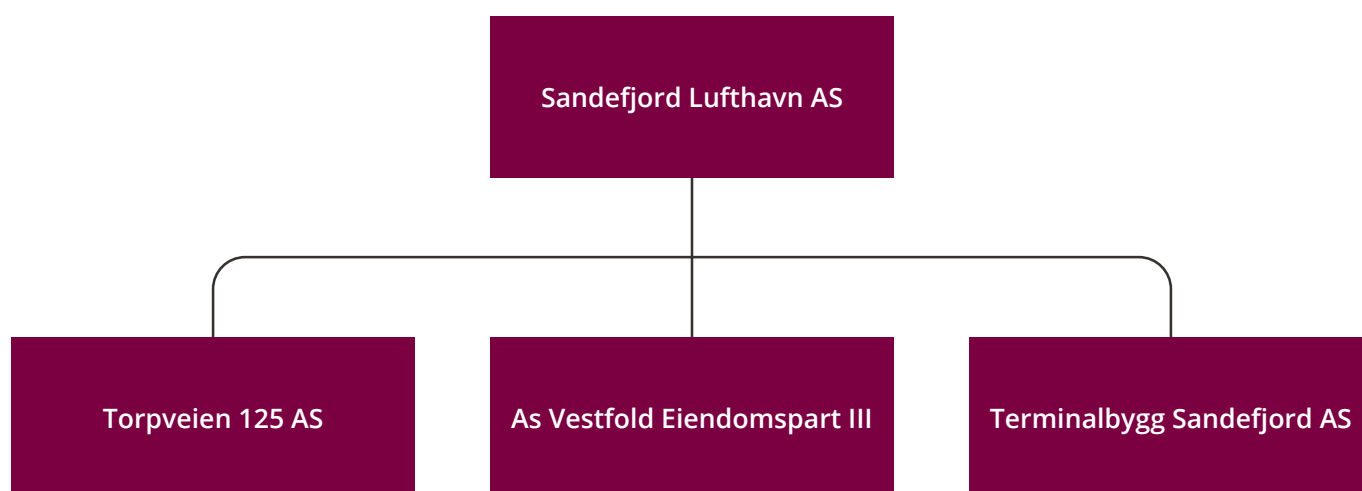 Sandefjord Lufthavn AS
Torpveien 125 AS
As Vestfold Eiendomspart III
Terminalbygg Sandefjord AS